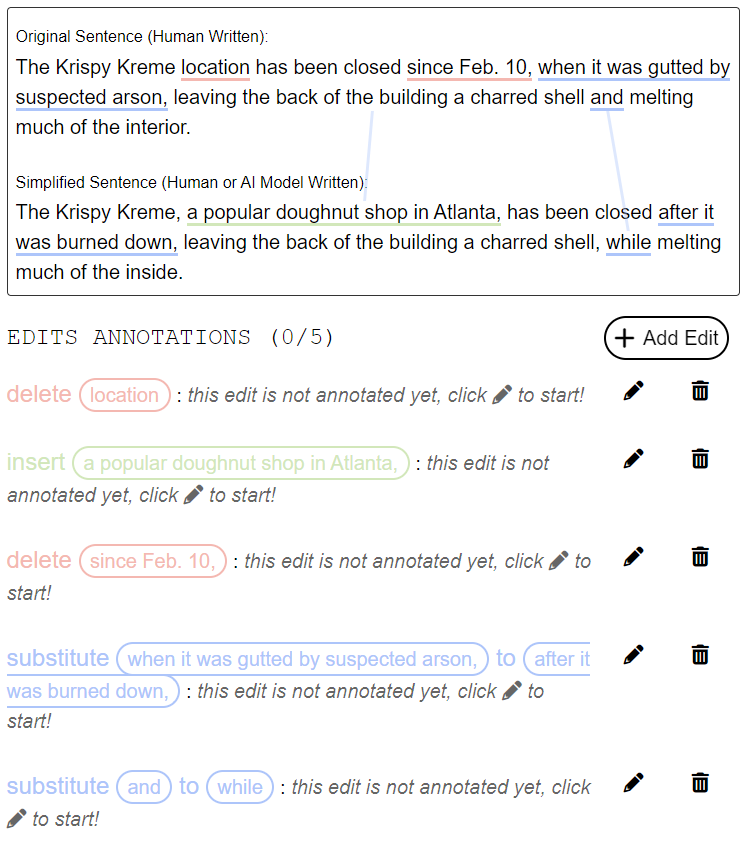 Original Sentence (Human Written):
The Krispy Kreme location has been closed since Feb. 10, when it was gutted by
suspected arson, leaving the back of the building a charred shell and melting
much of the interior.
Simplified Sentence (Human or AI Model Written):
The Krispy Kreme, a popular doughnut shop in Atlanta, has been closed after it
was burned down, leaving the back of the building a charred shell, while melting
much of the inside.
EDITS ANNOTATIONS (0/5)
Add Edit
delete location : this edit is not annotated yet, click to start!
insert a popular doughnut shop in Atlanta, : this edit is not
annotated yet, click to start!
delete since Feb. 10, : this edit is not annotated yet, click to
start!
substitute when it was gutted by suspected arson, to after it
was burned down, : this edit is not annotated yet, click to
start!
substitute and to while : this edit is not annotated yet, click
to start!